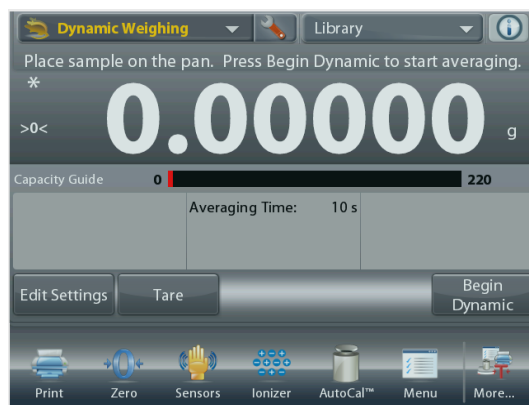 Dynamic Weighing Library
Place sample on the pan. Press Begin Dynamic to start averaging.
*
>0< 0.00000 g
Capacity Guide 0 220
Averaging Time: 10 s
Edit Settings Tare Begin Dynamic
Print Zero Sensors Ionizer AutoCal™ Menu More...